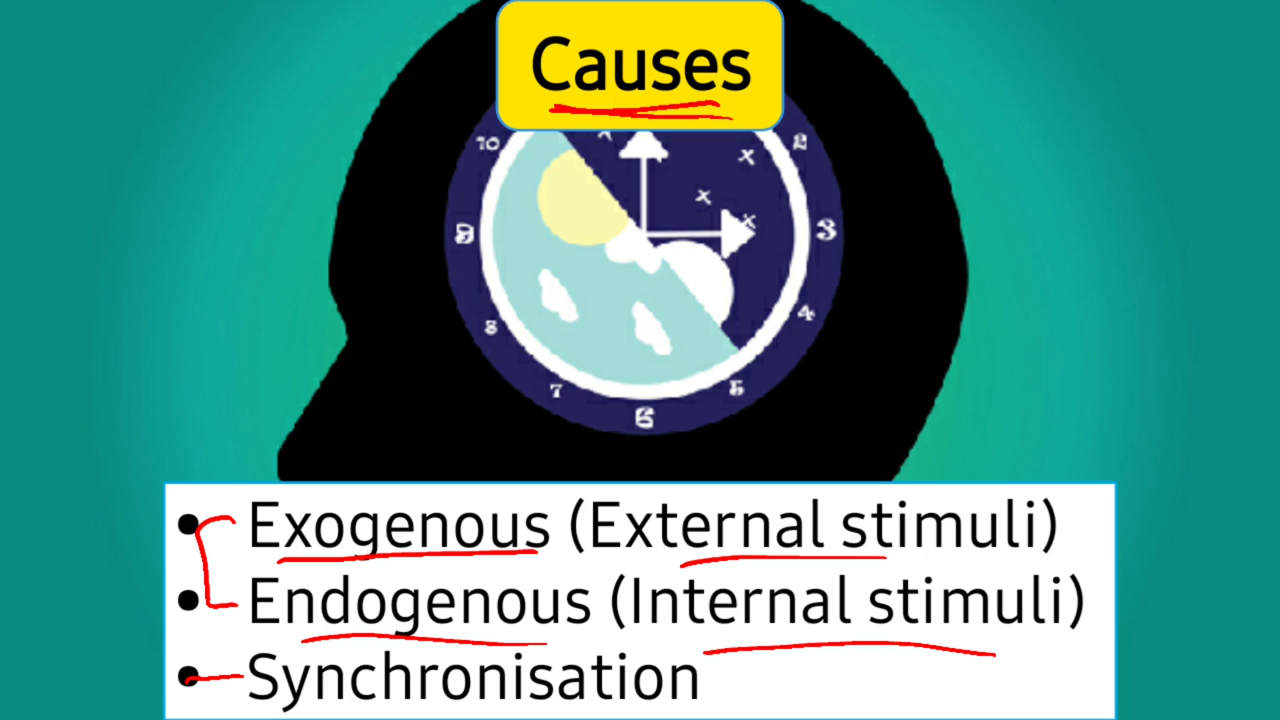 Causes
10
2
9
3
8
4
7
5
6
• Exogenous (External stimuli)
• Endogenous (Internal stimuli)
• Synchronisation